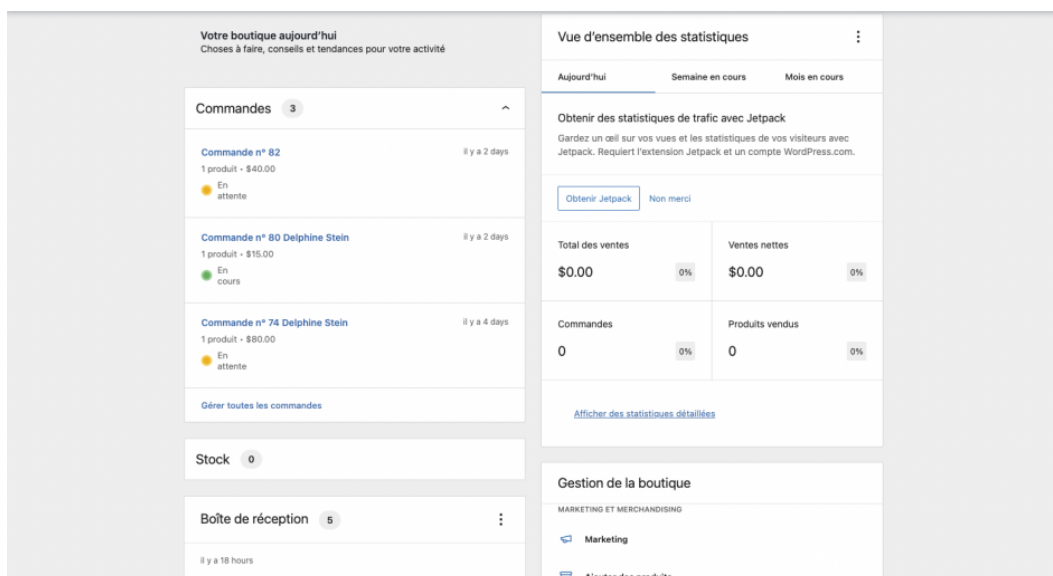 Votre boutique aujourd'hui
Choses à faire, conseils et tendances pour votre activité
Commandes 3
Commande nº 82 il y a 2 days
1 produit • $40.00
En
attente
Commande nº 80 Delphine Stein il y a 2 days
1 produit • $15.00
En
cours
Commande nº 74 Delphine Stein il y a 4 days
1 produit • $80.00
En
attente
Gérer toutes les commandes
Stock 0
Boîte de réception 5
il y a 18 hours
Vue d'ensemble des statistiques
Aujourd'hui Semaine en cours Mois en cours
Obtenir des statistiques de trafic avec Jetpack
Gardez un œil sur vos vues et les statistiques de vos visiteurs avec
Jetpack. Requiert l'extension Jetpack et un compte WordPress.com.
Obtenir Jetpack Non merci
Total des ventes Ventes nettes
$0.00 0% $0.00 0%
Commandes Produits vendus
0 0% 0 0%
Afficher des statistiques détaillées
Gestion de la boutique
MARKETING ET MERCHANDISING
Marketing
Ajouter des produits